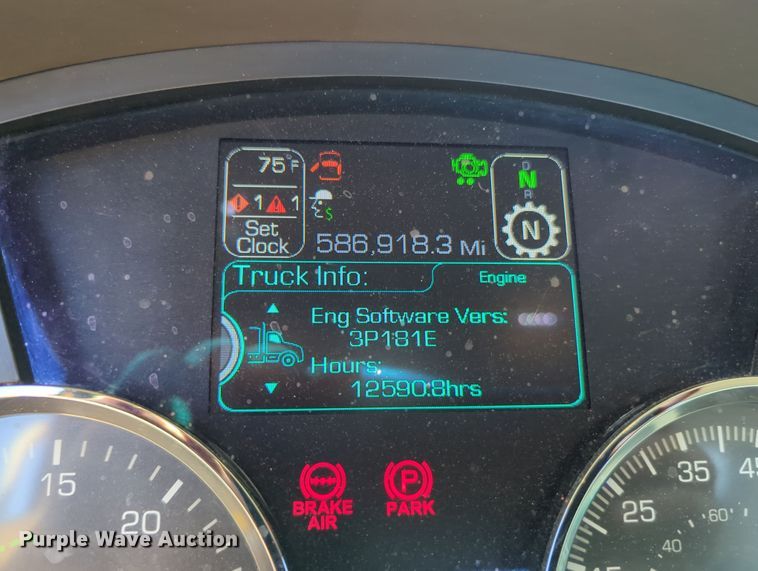 75°F
1 1
Set
Clock
D
N
R
N
$
586,918.3 Mi
Truck Info: Engine
Eng Software Vers:
3P181E
Hours:
12590.8hrs
P
BRAKE
AIR
PARK
15
20
25
35
45
40
60
Purple Wave Auction